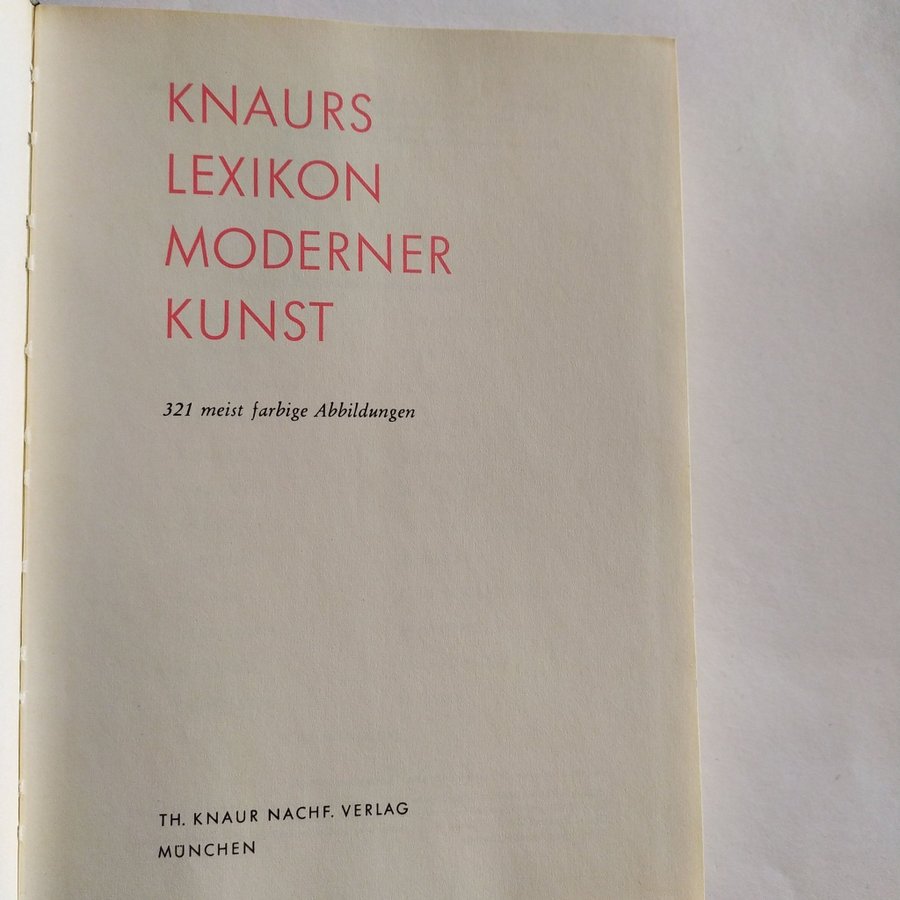 KNAURS
LEXIKON
MODERNER
KUNST
321 meist farbige Abbildungen
TH. KNAUR NACHF. VERLAG
MÜNCHEN